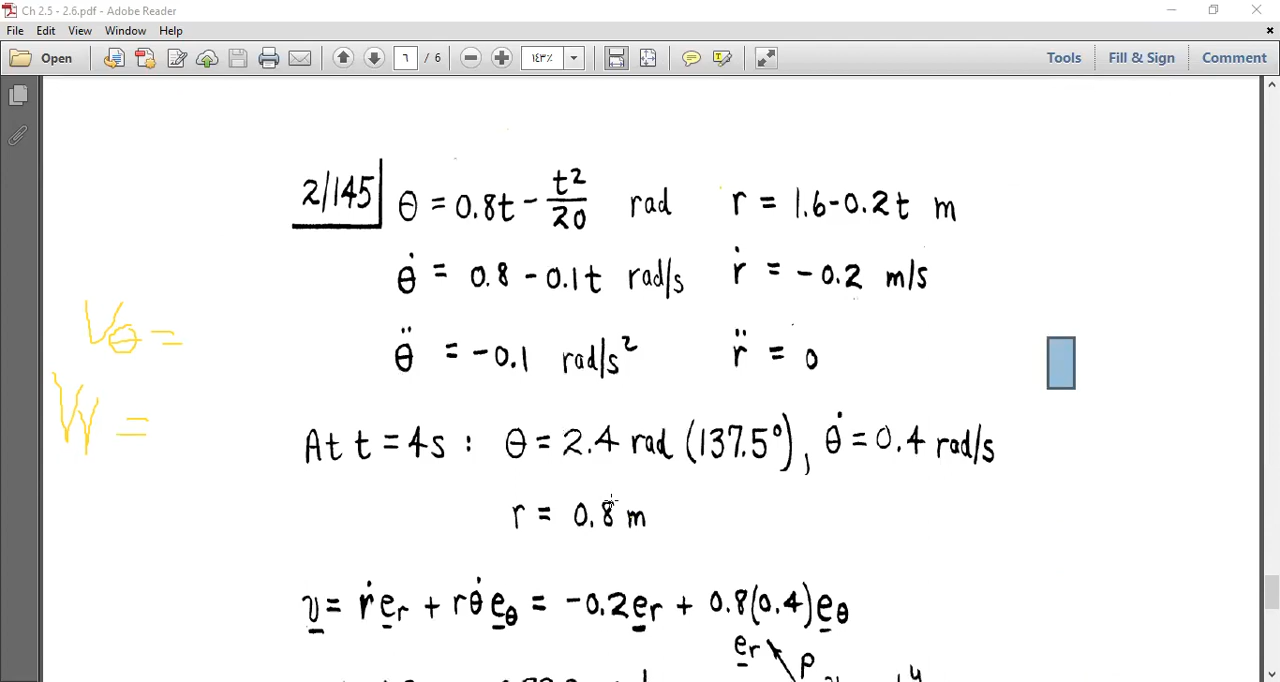 Ch 2.5 - 2.6.pdf - Adobe Reader
File Edit View Window Help
Open ٦ / 6 ١٤٣٪ Tools Fill & Sign Comment
2/145 θ = 0.8t - t²/20 rad r = 1.6-0.2t m
θ̇ = 0.8 - 0.1t rad/s ṙ = -0.2 m/s
Vθ =
θ̈ = -0.1 rad/s² r̈ = 0
Vr =
At t = 4s : θ = 2.4 rad (137.5°), θ̇ = 0.4 rad/s
r = 0.8 m
v = ṙer + rθ̇eθ = -0.2er + 0.8(0.4)eθ
er P